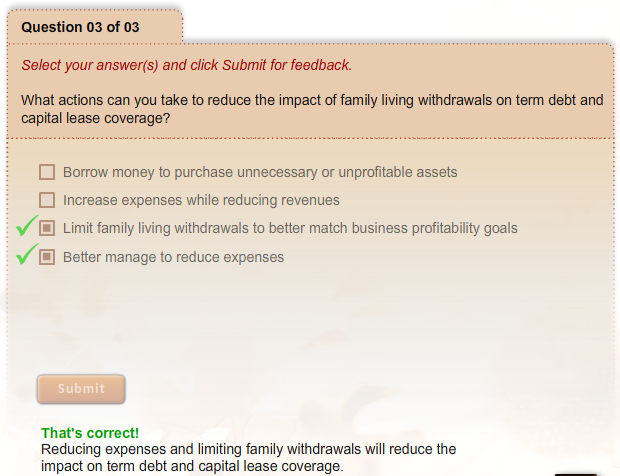 Question 03 of 03
Select your answer(s) and click Submit for feedback.
What actions can you take to reduce the impact of family living withdrawals on term debt and
capital lease coverage?
Borrow money to purchase unnecessary or unprofitable assets
Increase expenses while reducing revenues
Limit family living withdrawals to better match business profitability goals
Better manage to reduce expenses
Submit
That's correct!
Reducing expenses and limiting family withdrawals will reduce the
impact on term debt and capital lease coverage.